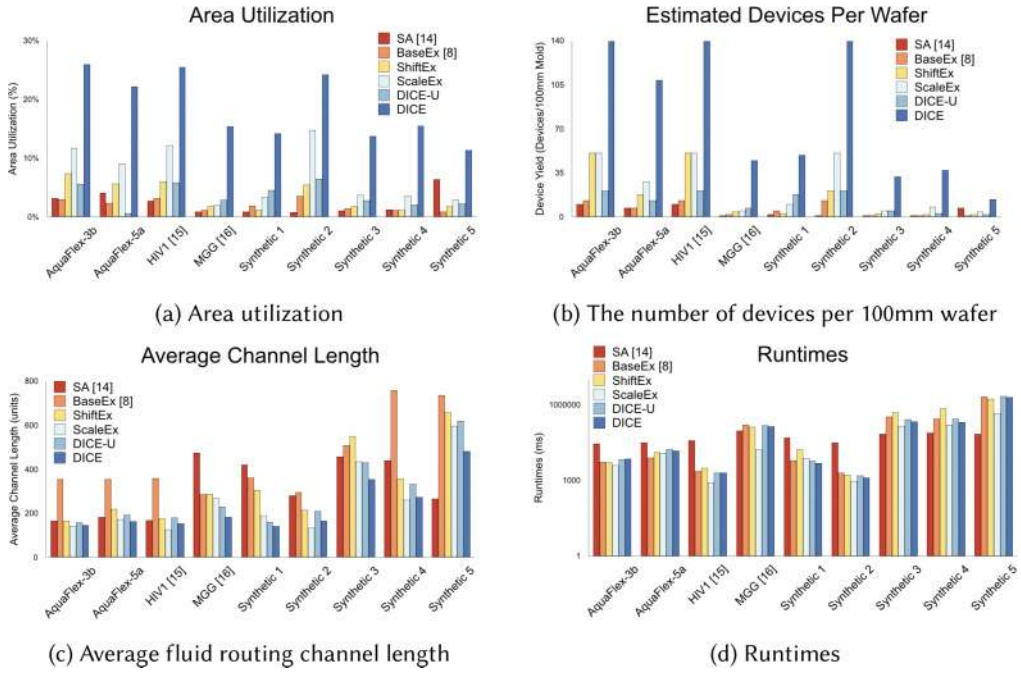 Area Utilization
Area Utilization (%)
30%
20%
10%
0%
SA [14]
BaseEx [8]
ShiftEx
ScaleEx
DICE-U
DICE
AquaFlex-3b
AquaFlex-5a
HIV1 [15]
MGG [16]
Synthetic 1
Synthetic 2
Synthetic 3
Synthetic 4
Synthetic 5
(a) Area utilization
Estimated Devices Per Wafer
Device Yield (Devices/100mm Mold)
140
105
70
35
0
SA [14]
BaseEx [8]
ShiftEx
ScaleEx
DICE-U
DICE
AquaFlex-3b
AquaFlex-5a
HIV1 [15]
MGG [16]
Synthetic 1
Synthetic 2
Synthetic 3
Synthetic 4
Synthetic 5
(b) The number of devices per 100mm wafer
Average Channel Length
Average Channel Length (units)
800
600
400
200
0
SA [14]
BaseEx [8]
ShiftEx
ScaleEx
DICE-U
DICE
AquaFlex-3b
AquaFlex-5a
HIV1 [15]
MGG [16]
Synthetic 1
Synthetic 2
Synthetic 3
Synthetic 4
Synthetic 5
(c) Average fluid routing channel length
Runtimes
Runtimes (ms)
1000000
1000
1
SA [14]
BaseEx [8]
ShiftEx
ScaleEx
DICE-U
DICE
AquaFlex-3b
AquaFlex-5a
HIV1 [15]
MGG [16]
Synthetic 1
Synthetic 2
Synthetic 3
Synthetic 4
Synthetic 5
(d) Runtimes